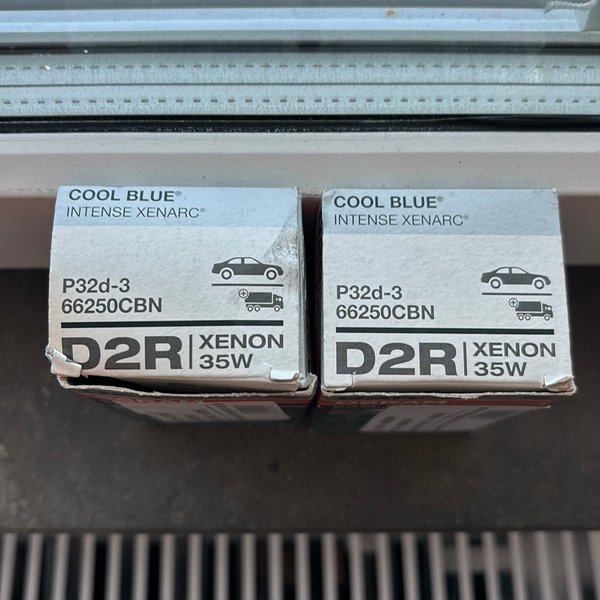 COOL BLUE®
INTENSE XENARC®
P32d-3
66250CBN
D2R XENON
35W
COOL BLUE®
INTENSE XENARC®
P32d-3
66250CBN
D2R XENON
35W